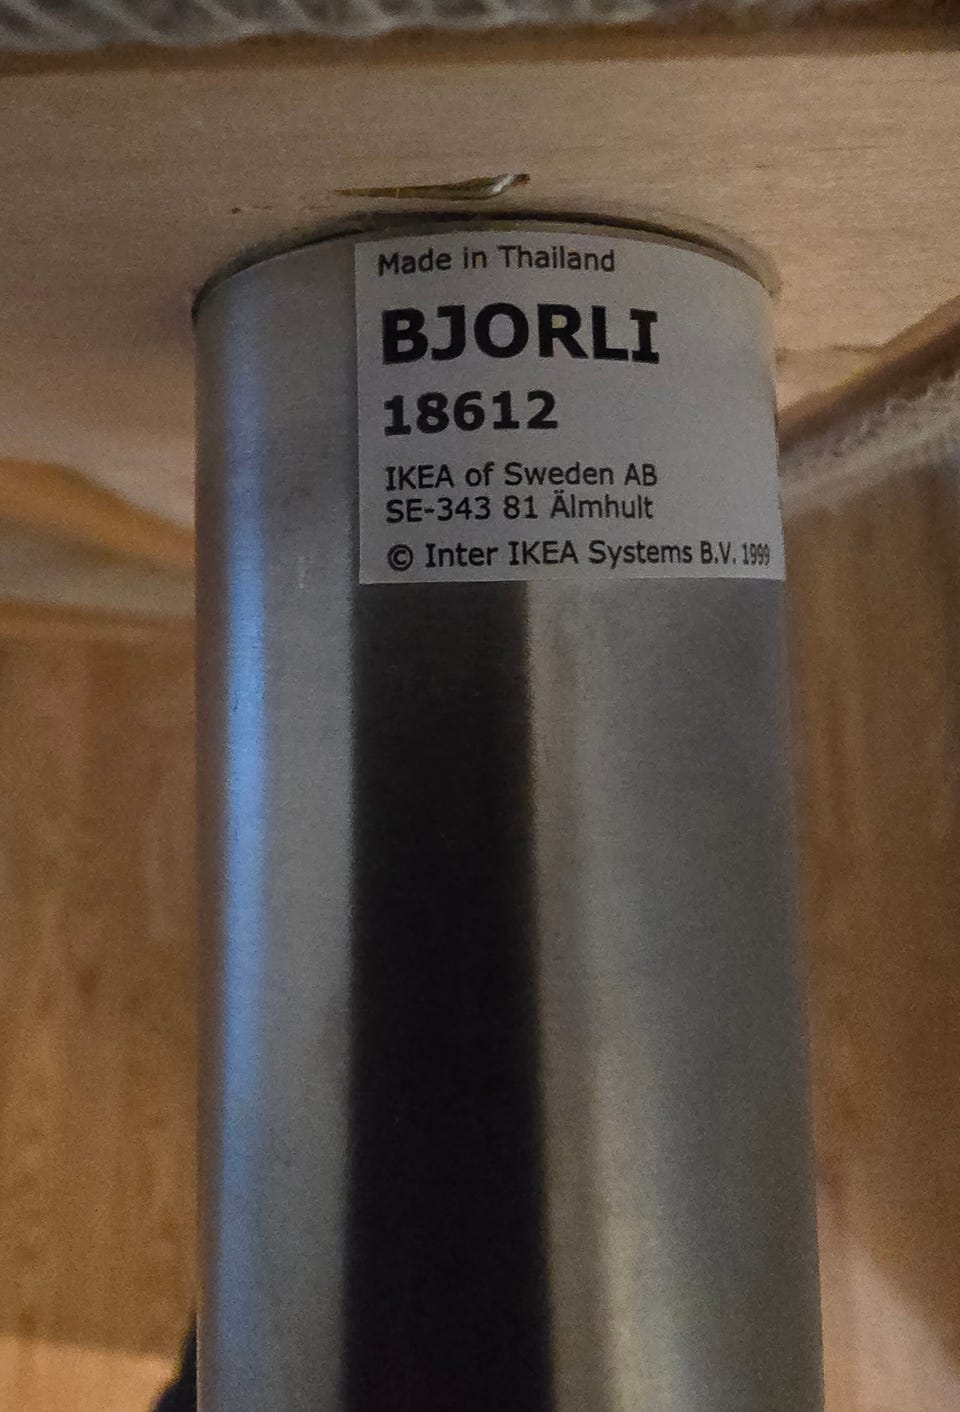 Made in Thailand
BJORLI
18612
IKEA of Sweden AB
SE-343 81 Älmhult
© Inter IKEA Systems B.V. 1999